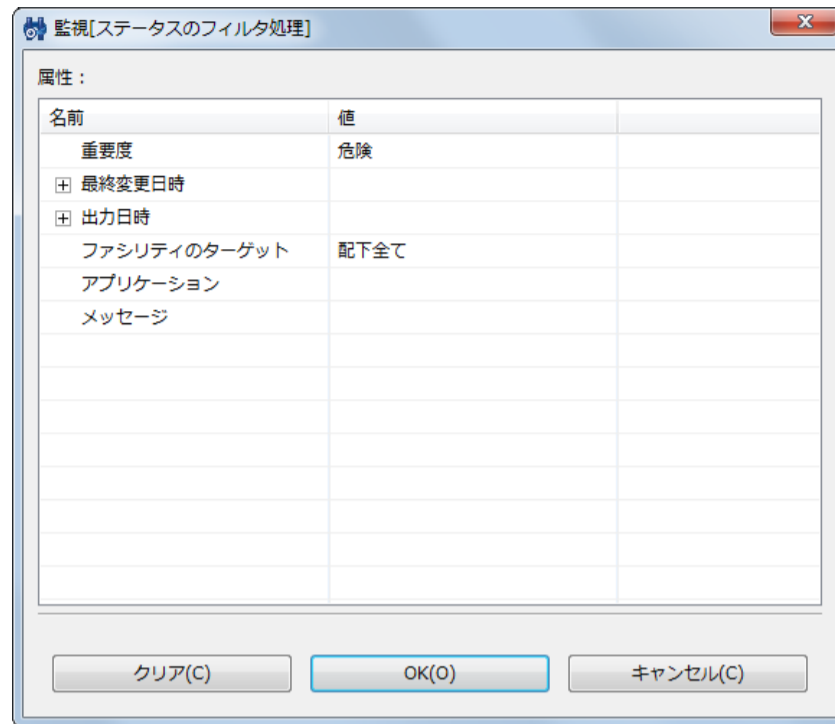 監視[ステータスのフィルタ処理]
属性：
名前 値
重要度 危険
最終変更日時
出力日時
ファシリティのターゲット 配下全て
アプリケーション
メッセージ
クリア(C) OK(O) キャンセル(C)